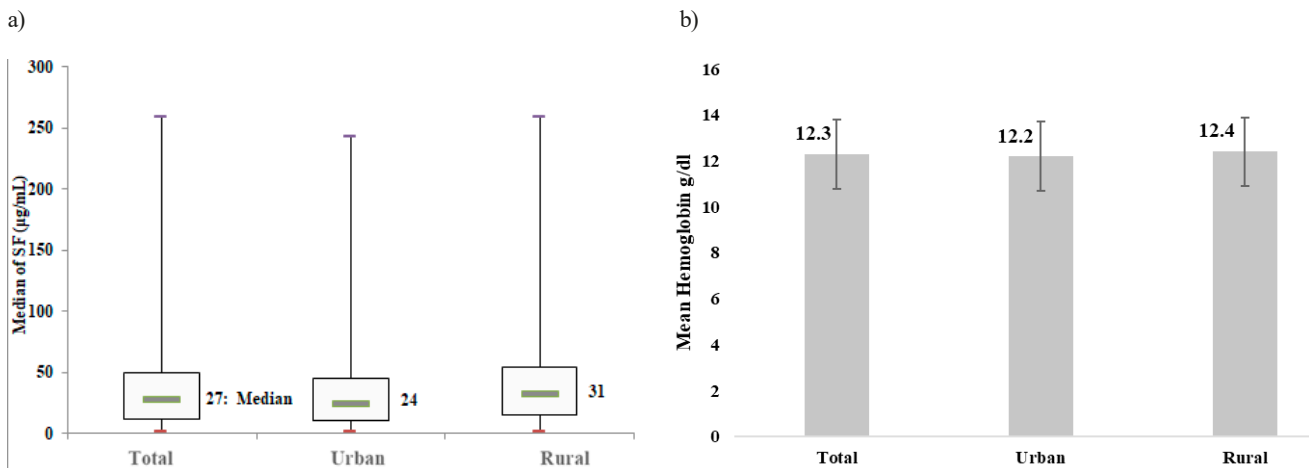 a)
Median of SF (µg/mL)
300
250
200
150
100
50
0
27: Median
24
31
Total
Urban
Rural
b)
Mean Hemoglobin g/dl
16
14
12
10
8
6
4
2
0
12.3
12.2
12.4
Total
Urban
Rural